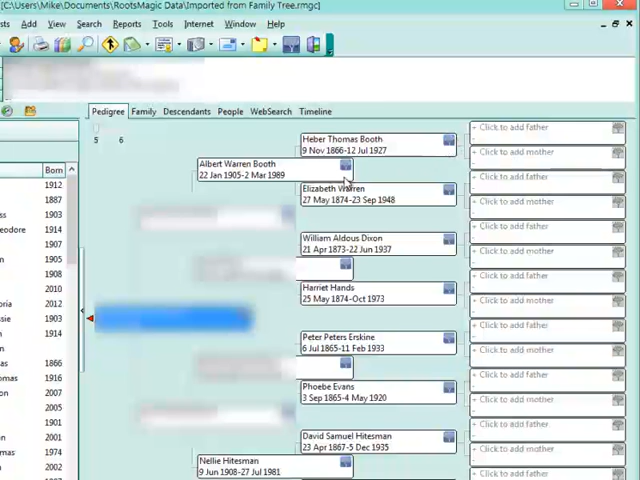 [C:\Users\Mike\Documents\RootsMagic Data\Imported from Family Tree.rmgc]
Add View Search Reports Tools Internet Window Help
Pedigree Family Descendants People WebSearch Timeline
5 6
Born
1912
1887
1903
1914
1905
1908
2010
2012
1903
1914
1866
1916
2007
2005
1901
2001
1974
1938
Albert Warren Booth
22 Jan 1905-2 Mar 1989
Nellie Hitesman
9 Jun 1908-27 Jul 1981
Heber Thomas Booth
9 Nov 1866-12 Jul 1927
Elizabeth Warren
27 May 1874-23 Sep 1948
William Aldous Dixon
21 Apr 1873-22 Jun 1937
Harriet Hands
25 May 1874-Oct 1973
Peter Peters Erskine
6 Jul 1865-11 Feb 1933
Phoebe Evans
3 Sep 1865-4 May 1920
David Samuel Hitesman
23 Apr 1867-5 Dec 1935
+ Click to add father
+ Click to add mother
+ Click to add father
+ Click to add mother
+ Click to add father
+ Click to add mother
+ Click to add father
+ Click to add mother
+ Click to add father
+ Click to add mother
+ Click to add father
+ Click to add mother
+ Click to add father
+ Click to add mother
+ Click to add father